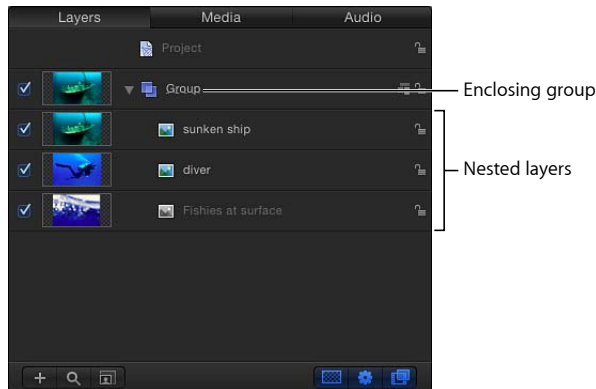 Layers Media Audio
Project
Group
Enclosing group
sunken ship
diver
Nested layers
Fishies at surface